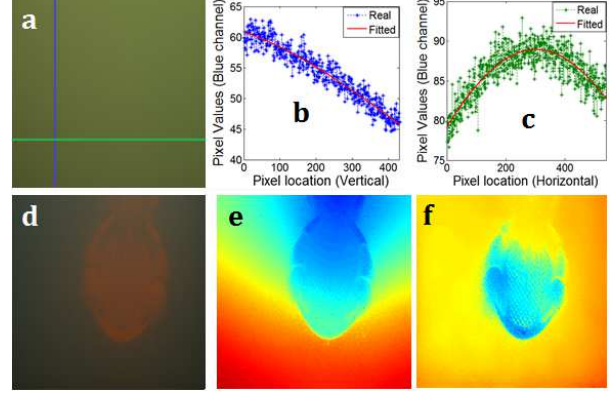 a
65
60
55
50
45
40
0 100 200 300 400
Pixel Values (Blue channel)
Pixel location (Vertical)
Real
Fitted
b
95
90
85
80
75
0 200 400
Pixel Values (Blue channel)
Pixel location (Horizontal)
Real
Fitted
c
d
e
f